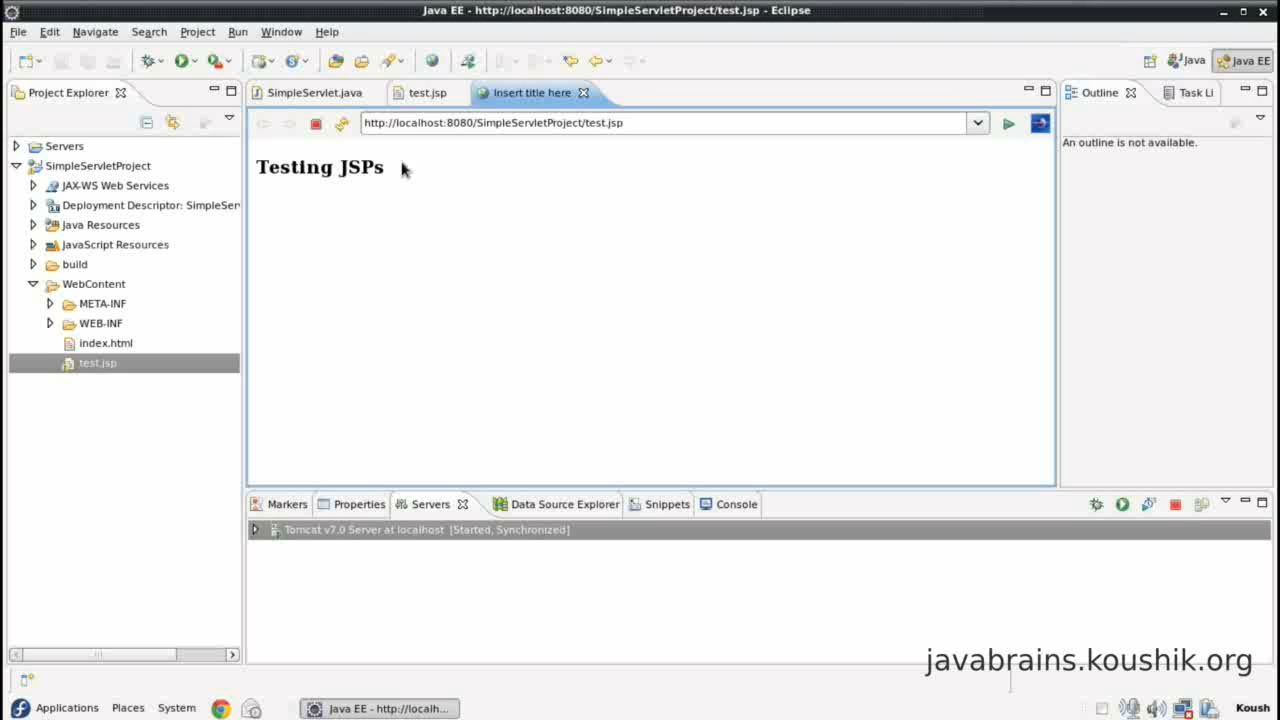 Java EE - http://localhost:8080/SimpleServletProject/test.jsp - Eclipse
File Edit Navigate Search Project Run Window Help
Java Java EE
Project Explorer
SimpleServlet.java test.jsp Insert title here
Outline Task Li
http://localhost:8080/SimpleServletProject/test.jsp
An outline is not available.
Servers
SimpleServletProject
JAX-WS Web Services
Deployment Descriptor: SimpleSer
Java Resources
JavaScript Resources
build
WebContent
META-INF
WEB-INF
index.html
test.jsp
Testing JSPs
Markers Properties Servers Data Source Explorer Snippets Console
Tomcat v7.0 Server at localhost [Started, Synchronized]
javabrains.koushik.org
Applications Places System Java EE - http://localh... Koush